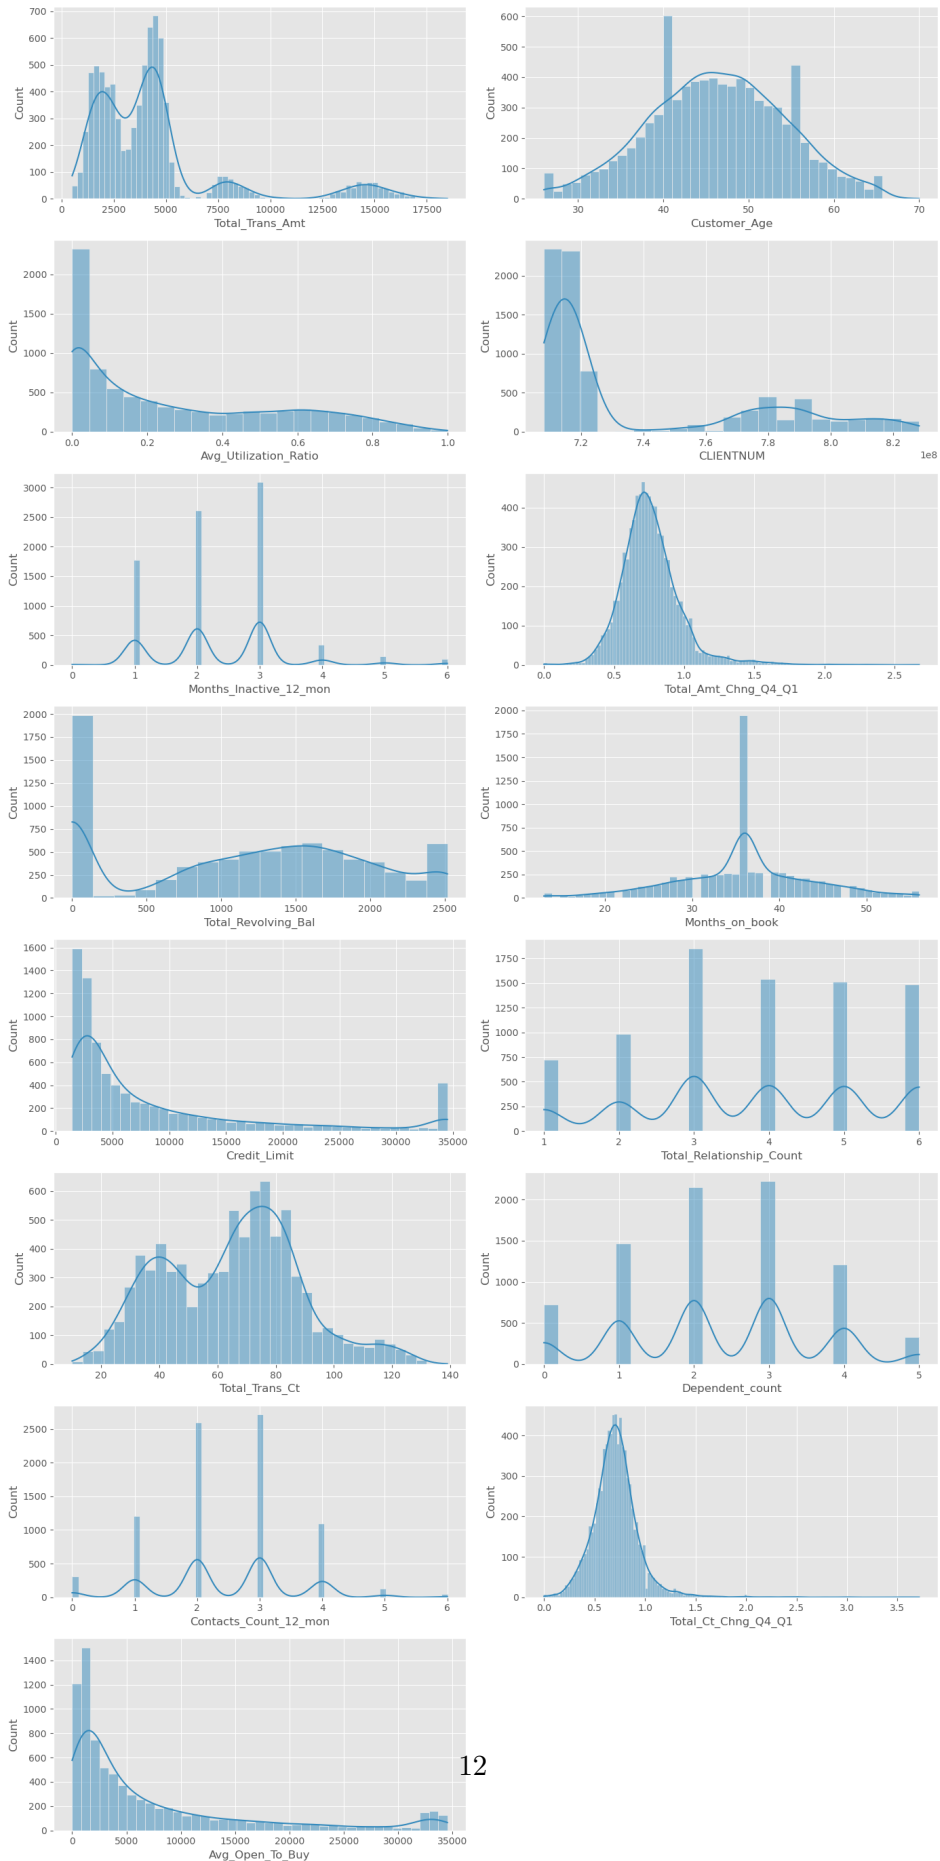 700
600
500
400
300
200
100
0
Count
0 2500 5000 7500 10000 12500 15000 17500
Total_Trans_Amt
600
500
400
300
200
100
0
Count
30 40 50 60 70
Customer_Age
2000
1500
1000
500
0
Count
0.0 0.2 0.4 0.6 0.8 1.0
Avg_Utilization_Ratio
2000
1500
1000
500
0
Count
7.2 7.4 7.6 7.8 8.0 8.2
1e8
CLIENTNUM
3000
2500
2000
1500
1000
500
0
Count
0 1 2 3 4 5 6
Months_Inactive_12_mon
400
300
200
100
0
Count
0.0 0.5 1.0 1.5 2.0 2.5
Total_Amt_Chng_Q4_Q1
2000
1750
1500
1250
1000
750
500
250
0
Count
0 500 1000 1500 2000 2500
Total_Revolving_Bal
2000
1750
1500
1250
1000
750
500
250
0
Count
20 30 40 50
Months_on_book
1600
1400
1200
1000
800
600
400
200
0
Count
0 5000 10000 15000 20000 25000 30000 35000
Credit_Limit
1750
1500
1250
1000
750
500
250
0
Count
1 2 3 4 5 6
Total_Relationship_Count
600
500
400
300
200
100
0
Count
20 40 60 80 100 120 140
Total_Trans_Ct
2000
1500
1000
500
0
Count
0 1 2 3 4 5
Dependent_count
2500
2000
1500
1000
500
0
Count
0 1 2 3 4 5 6
Contacts_Count_12_mon
400
300
200
100
0
Count
0.0 0.5 1.0 1.5 2.0 2.5 3.0 3.5
Total_Ct_Chng_Q4_Q1
1400
1200
1000
800
600
400
200
0
Count
0 5000 10000 15000 20000 25000 30000 35000
Avg_Open_To_Buy
12